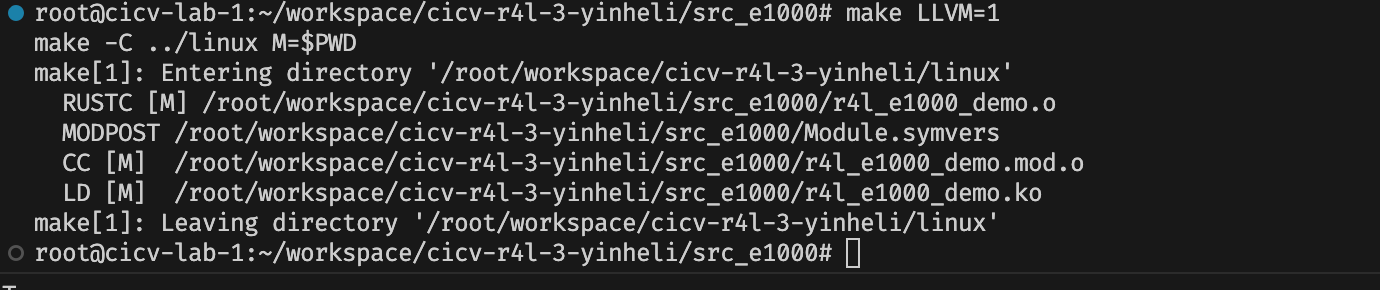 root@cicv-lab-1:~/workspace/cicv-r4l-3-yinheli/src_e1000# make LLVM=1
make -C ../linux M=$PWD
make[1]: Entering directory '/root/workspace/cicv-r4l-3-yinheli/linux'
  RUSTC [M] /root/workspace/cicv-r4l-3-yinheli/src_e1000/r4l_e1000_demo.o
  MODPOST /root/workspace/cicv-r4l-3-yinheli/src_e1000/Module.symvers
  CC [M]  /root/workspace/cicv-r4l-3-yinheli/src_e1000/r4l_e1000_demo.mod.o
  LD [M]  /root/workspace/cicv-r4l-3-yinheli/src_e1000/r4l_e1000_demo.ko
make[1]: Leaving directory '/root/workspace/cicv-r4l-3-yinheli/linux'
root@cicv-lab-1:~/workspace/cicv-r4l-3-yinheli/src_e1000#